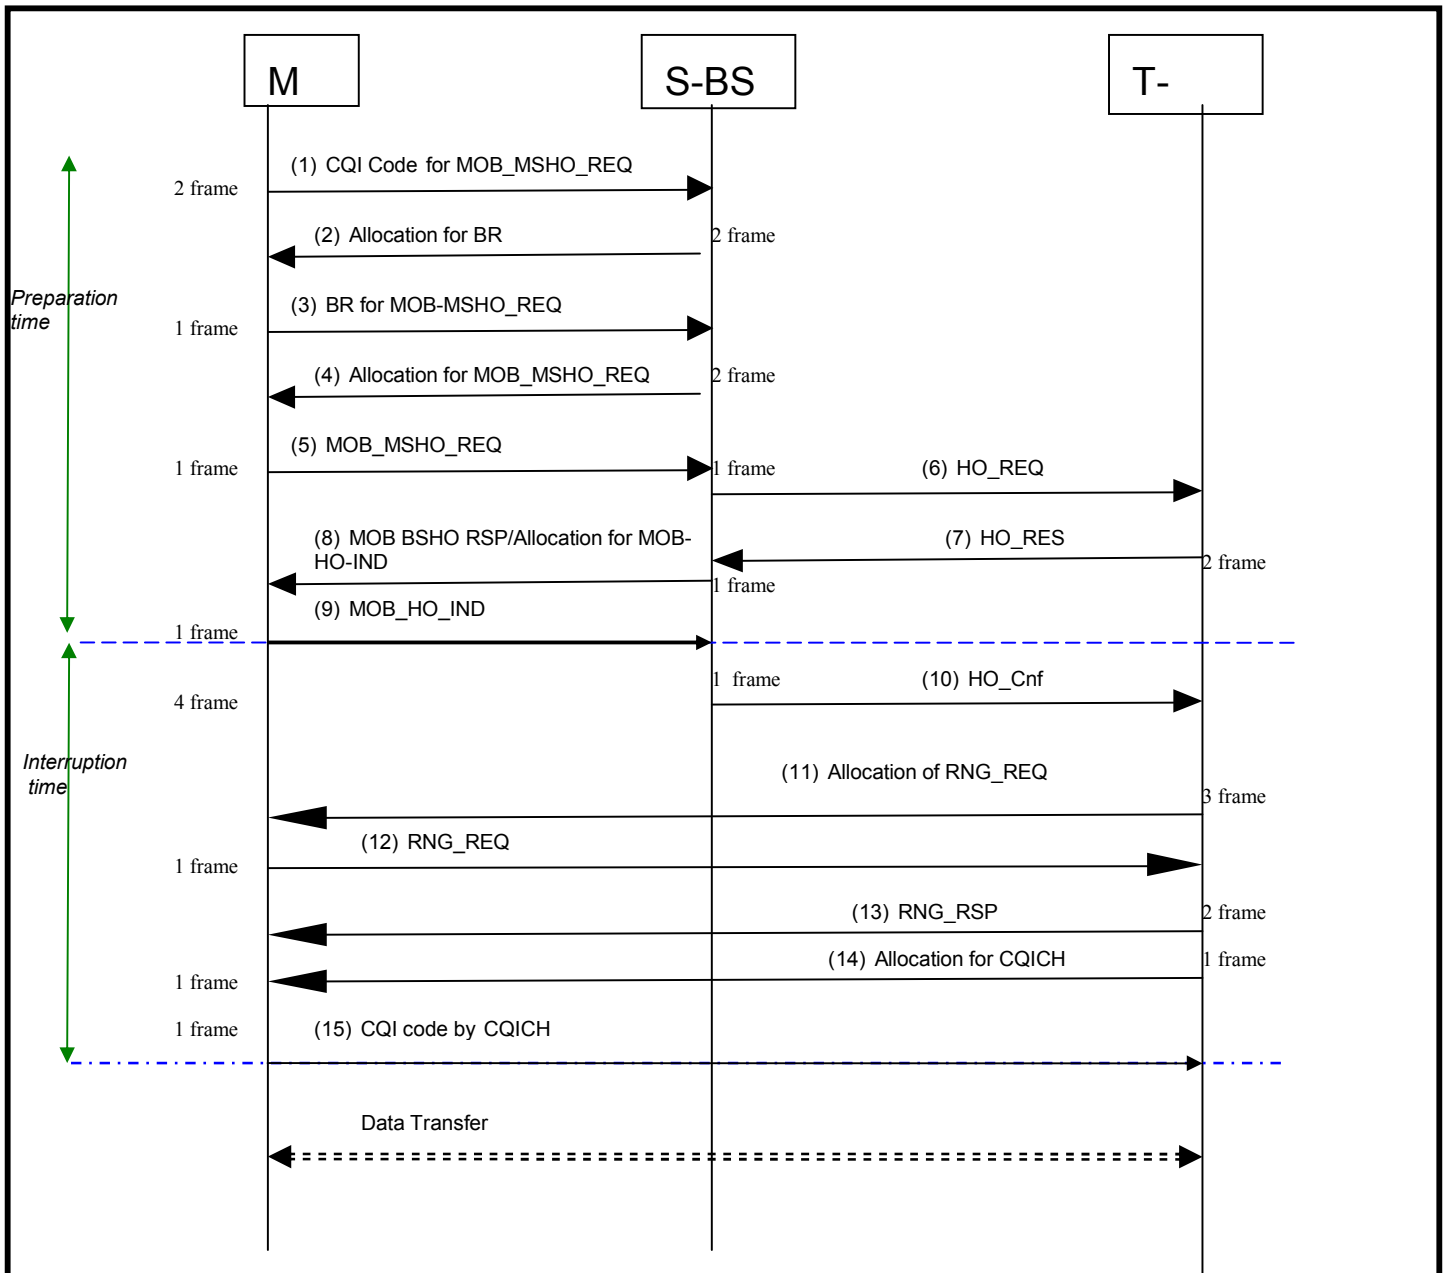 M
S-BS
T-
(1) CQI Code for MOB_MSHO_REQ
2 frame
(2) Allocation for BR
2 frame
Preparation
time
(3) BR for MOB-MSHO_REQ
1 frame
(4) Allocation for MOB_MSHO_REQ
2 frame
(5) MOB_MSHO_REQ
1 frame
1 frame
(6) HO_REQ
(8) MOB BSHO RSP/Allocation for MOB-
HO-IND
(7) HO_RES
2 frame
1 frame
(9) MOB_HO_IND
1 frame
1 frame
(10) HO_Cnf
4 frame
Interruption
time
(11) Allocation of RNG_REQ
3 frame
(12) RNG_REQ
1 frame
(13) RNG_RSP
2 frame
(14) Allocation for CQICH
1 frame
1 frame
1 frame
(15) CQI code by CQICH
Data Transfer